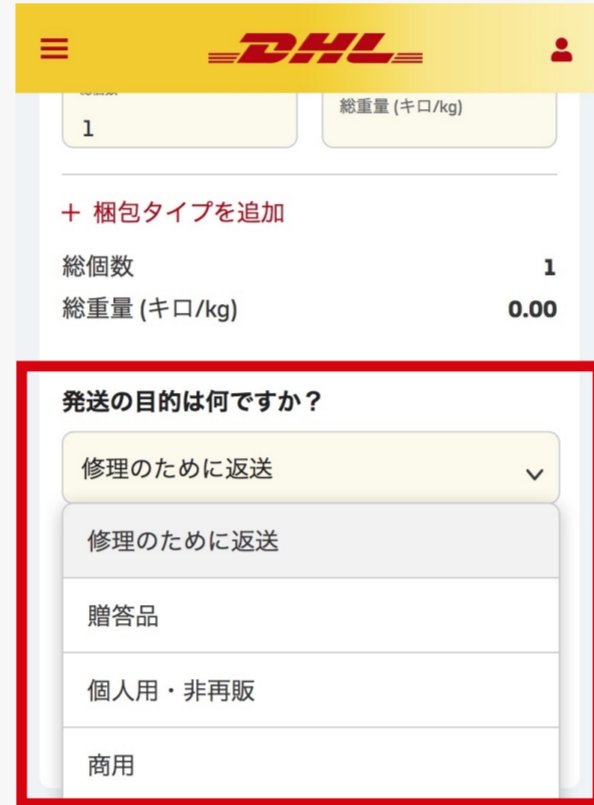 DHL
1
総重量 (キロ/kg)
+ 梱包タイプを追加
総個数 1
総重量 (キロ/kg) 0.00
発送の目的は何ですか？
修理のために返送
修理のために返送
贈答品
個人用・非再販
商用